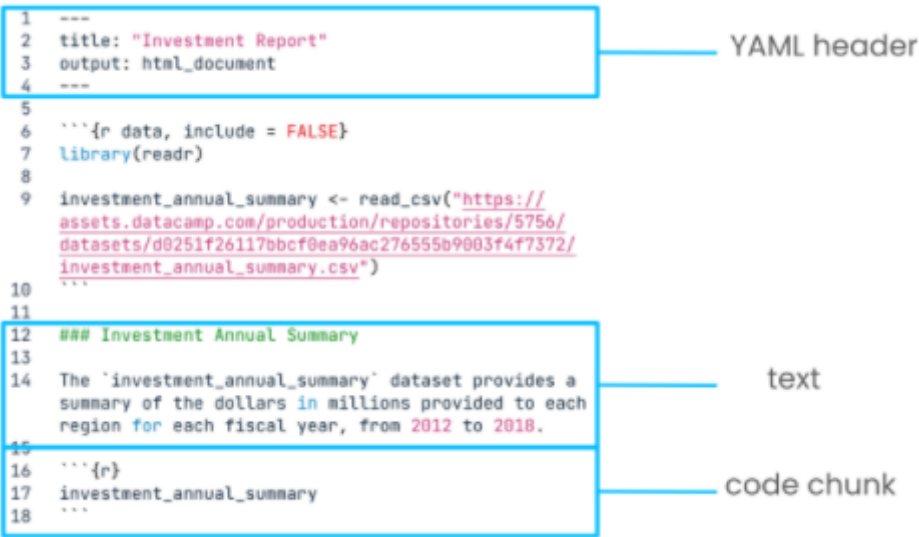 1 ---
2 title: "Investment Report"
3 output: html_document
4 ---
YAML header
5
6 ```{r data, include = FALSE}
7 library(readr)
8
9 investment_annual_summary <- read_csv("https://
assets.datacamp.com/production/repositories/5756/
datasets/d0251f26117bbcf0ea96ac276555b9003f4f7372/
investment_annual_summary.csv")
10 ```
11
12 ### Investment Annual Summary
13
14 The `investment_annual_summary` dataset provides a
summary of the dollars in millions provided to each
region for each fiscal year, from 2012 to 2018.
text
15
16 ```{r}
17 investment_annual_summary
18 ```
code chunk